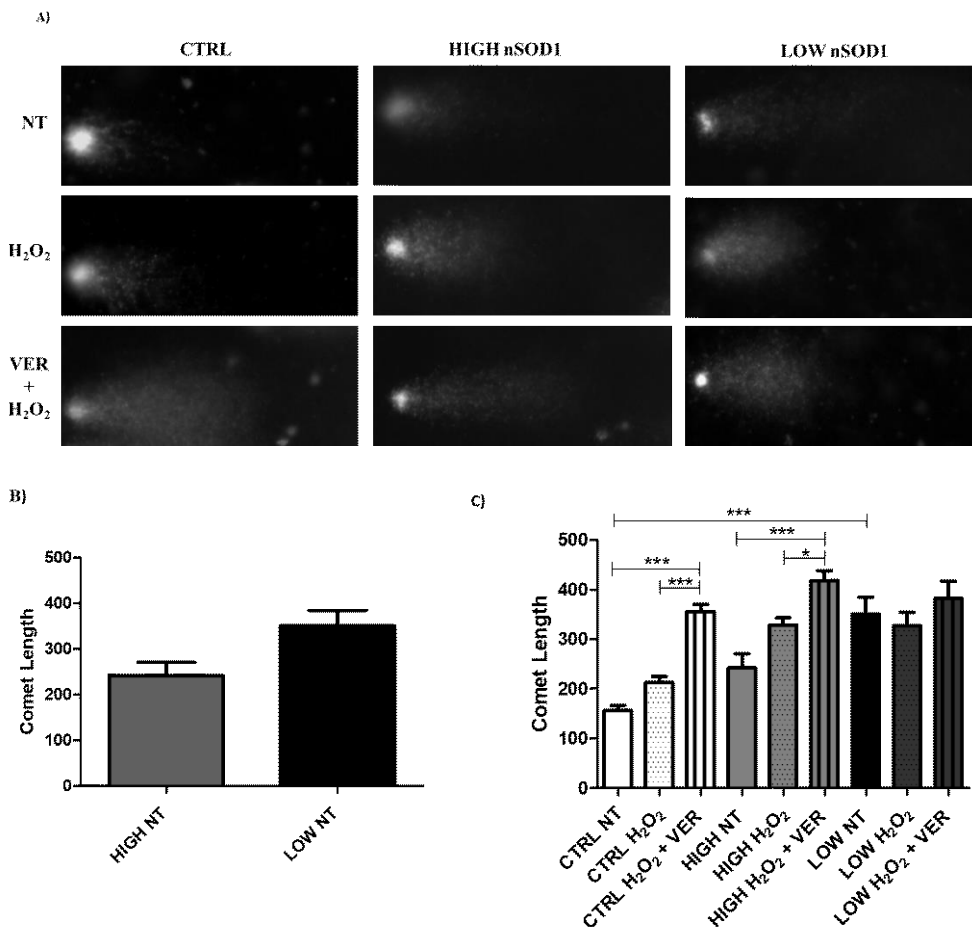 A)
CTRL
HIGH nSOD1
LOW nSOD1
NT
H₂O₂
VER
+
H₂O₂
B)
Comet Length
500
400
300
200
100
0
HIGH NT
LOW NT
C)
Comet Length
500
400
300
200
100
0
***
***
***
***
*
CTRL NT
CTRL H₂O₂
CTRL H₂O₂ + VER
HIGH NT
HIGH H₂O₂
HIGH H₂O₂ + VER
LOW NT
LOW H₂O₂
LOW H₂O₂ + VER